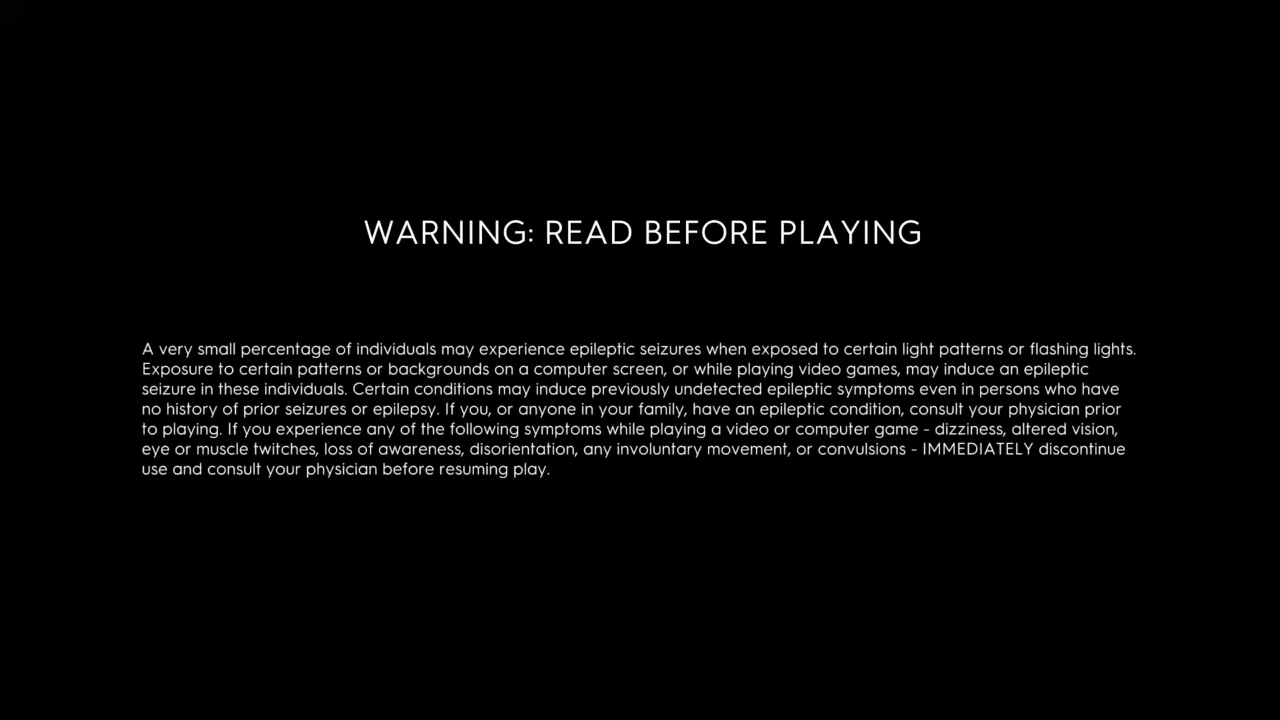 WARNING: READ BEFORE PLAYING
A very small percentage of individuals may experience epileptic seizures when exposed to certain light patterns or flashing lights.
Exposure to certain patterns or backgrounds on a computer screen, or while playing video games, may induce an epileptic
seizure in these individuals. Certain conditions may induce previously undetected epileptic symptoms even in persons who have
no history of prior seizures or epilepsy. If you, or anyone in your family, have an epileptic condition, consult your physician prior
to playing. If you experience any of the following symptoms while playing a video or computer game - dizziness, altered vision,
eye or muscle twitches, loss of awareness, disorientation, any involuntary movement, or convulsions - IMMEDIATELY discontinue
use and consult your physician before resuming play.